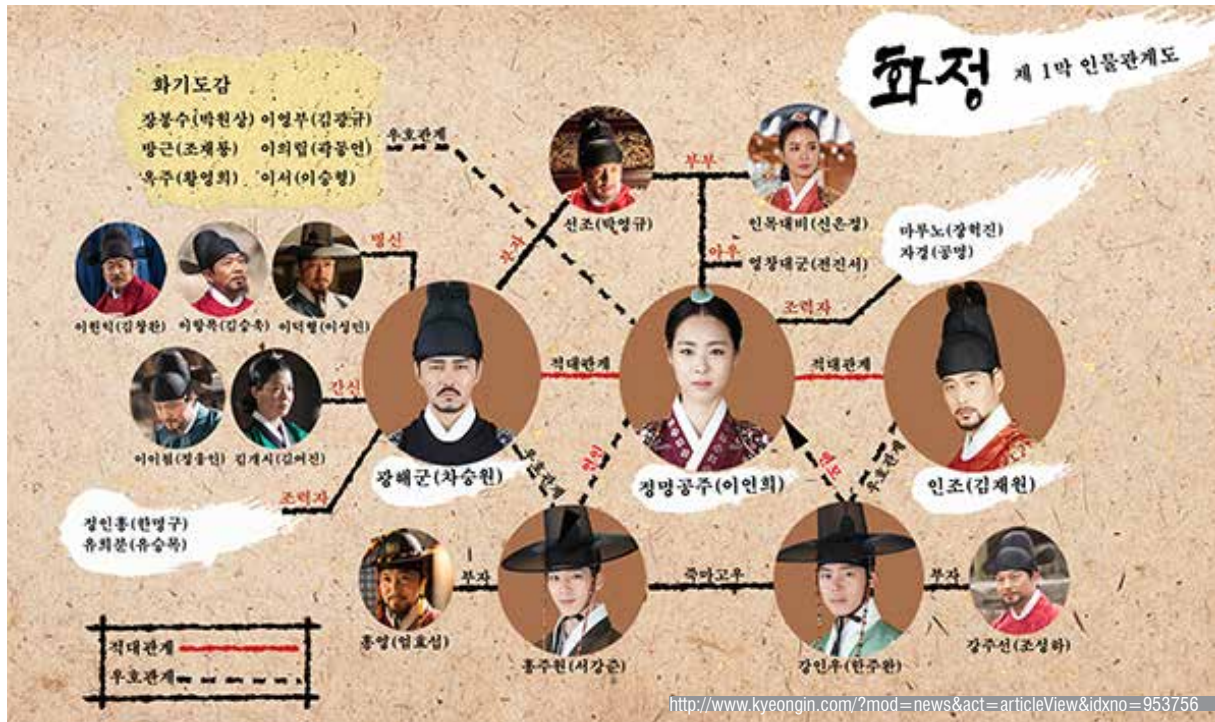 화정 제 1막 인물관계도
화기도감
장봉수(박원상) 이영부(김광규)
방근(조재룡) 이의립(곽동연)
옥주(황영희) 이서(이승형)
우호관계
부부
선조(박영규)
인목대비(신은정)
부자
아우
영창대군(전진서)
마루노(장혁진)
자경(공명)
조력자
명신
이원익(김창완)
이항복(김승욱)
이덕형(이성민)
적대관계
적대관계
간신
이이첨(정웅인)
김개시(김여진)
광해군(차승원)
정명공주(이연희)
인조(김재원)
우호관계
연인
연모
우호관계
조력자
정인홍(한명구)
유희분(유승목)
홍영(엄효섭)
부자
홍주원(서강준)
죽마고우
강인우(한주완)
부자
강주선(조성하)
적대관계
우호관계
http://www.kyeongin.com/?mod=news&act=articleView&idxno=953756